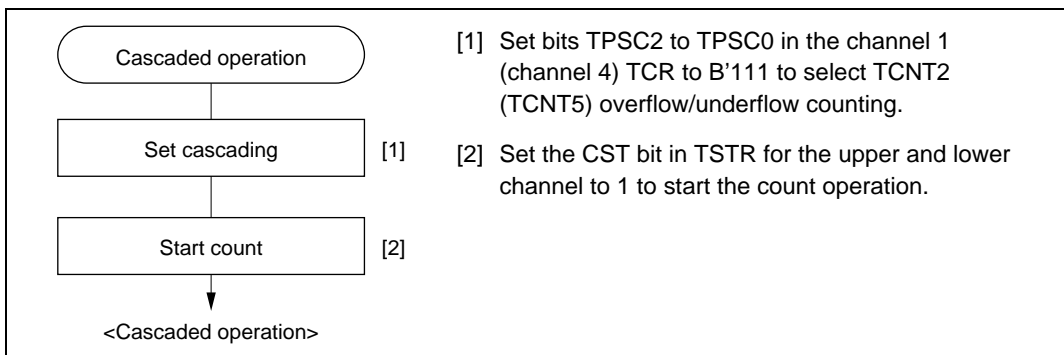 Cascaded operation
Set cascading [1]
Start count [2]
<Cascaded operation>
[1] Set bits TPSC2 to TPSC0 in the channel 1
(channel 4) TCR to B’111 to select TCNT2
(TCNT5) overflow/underflow counting.
[2] Set the CST bit in TSTR for the upper and lower
channel to 1 to start the count operation.